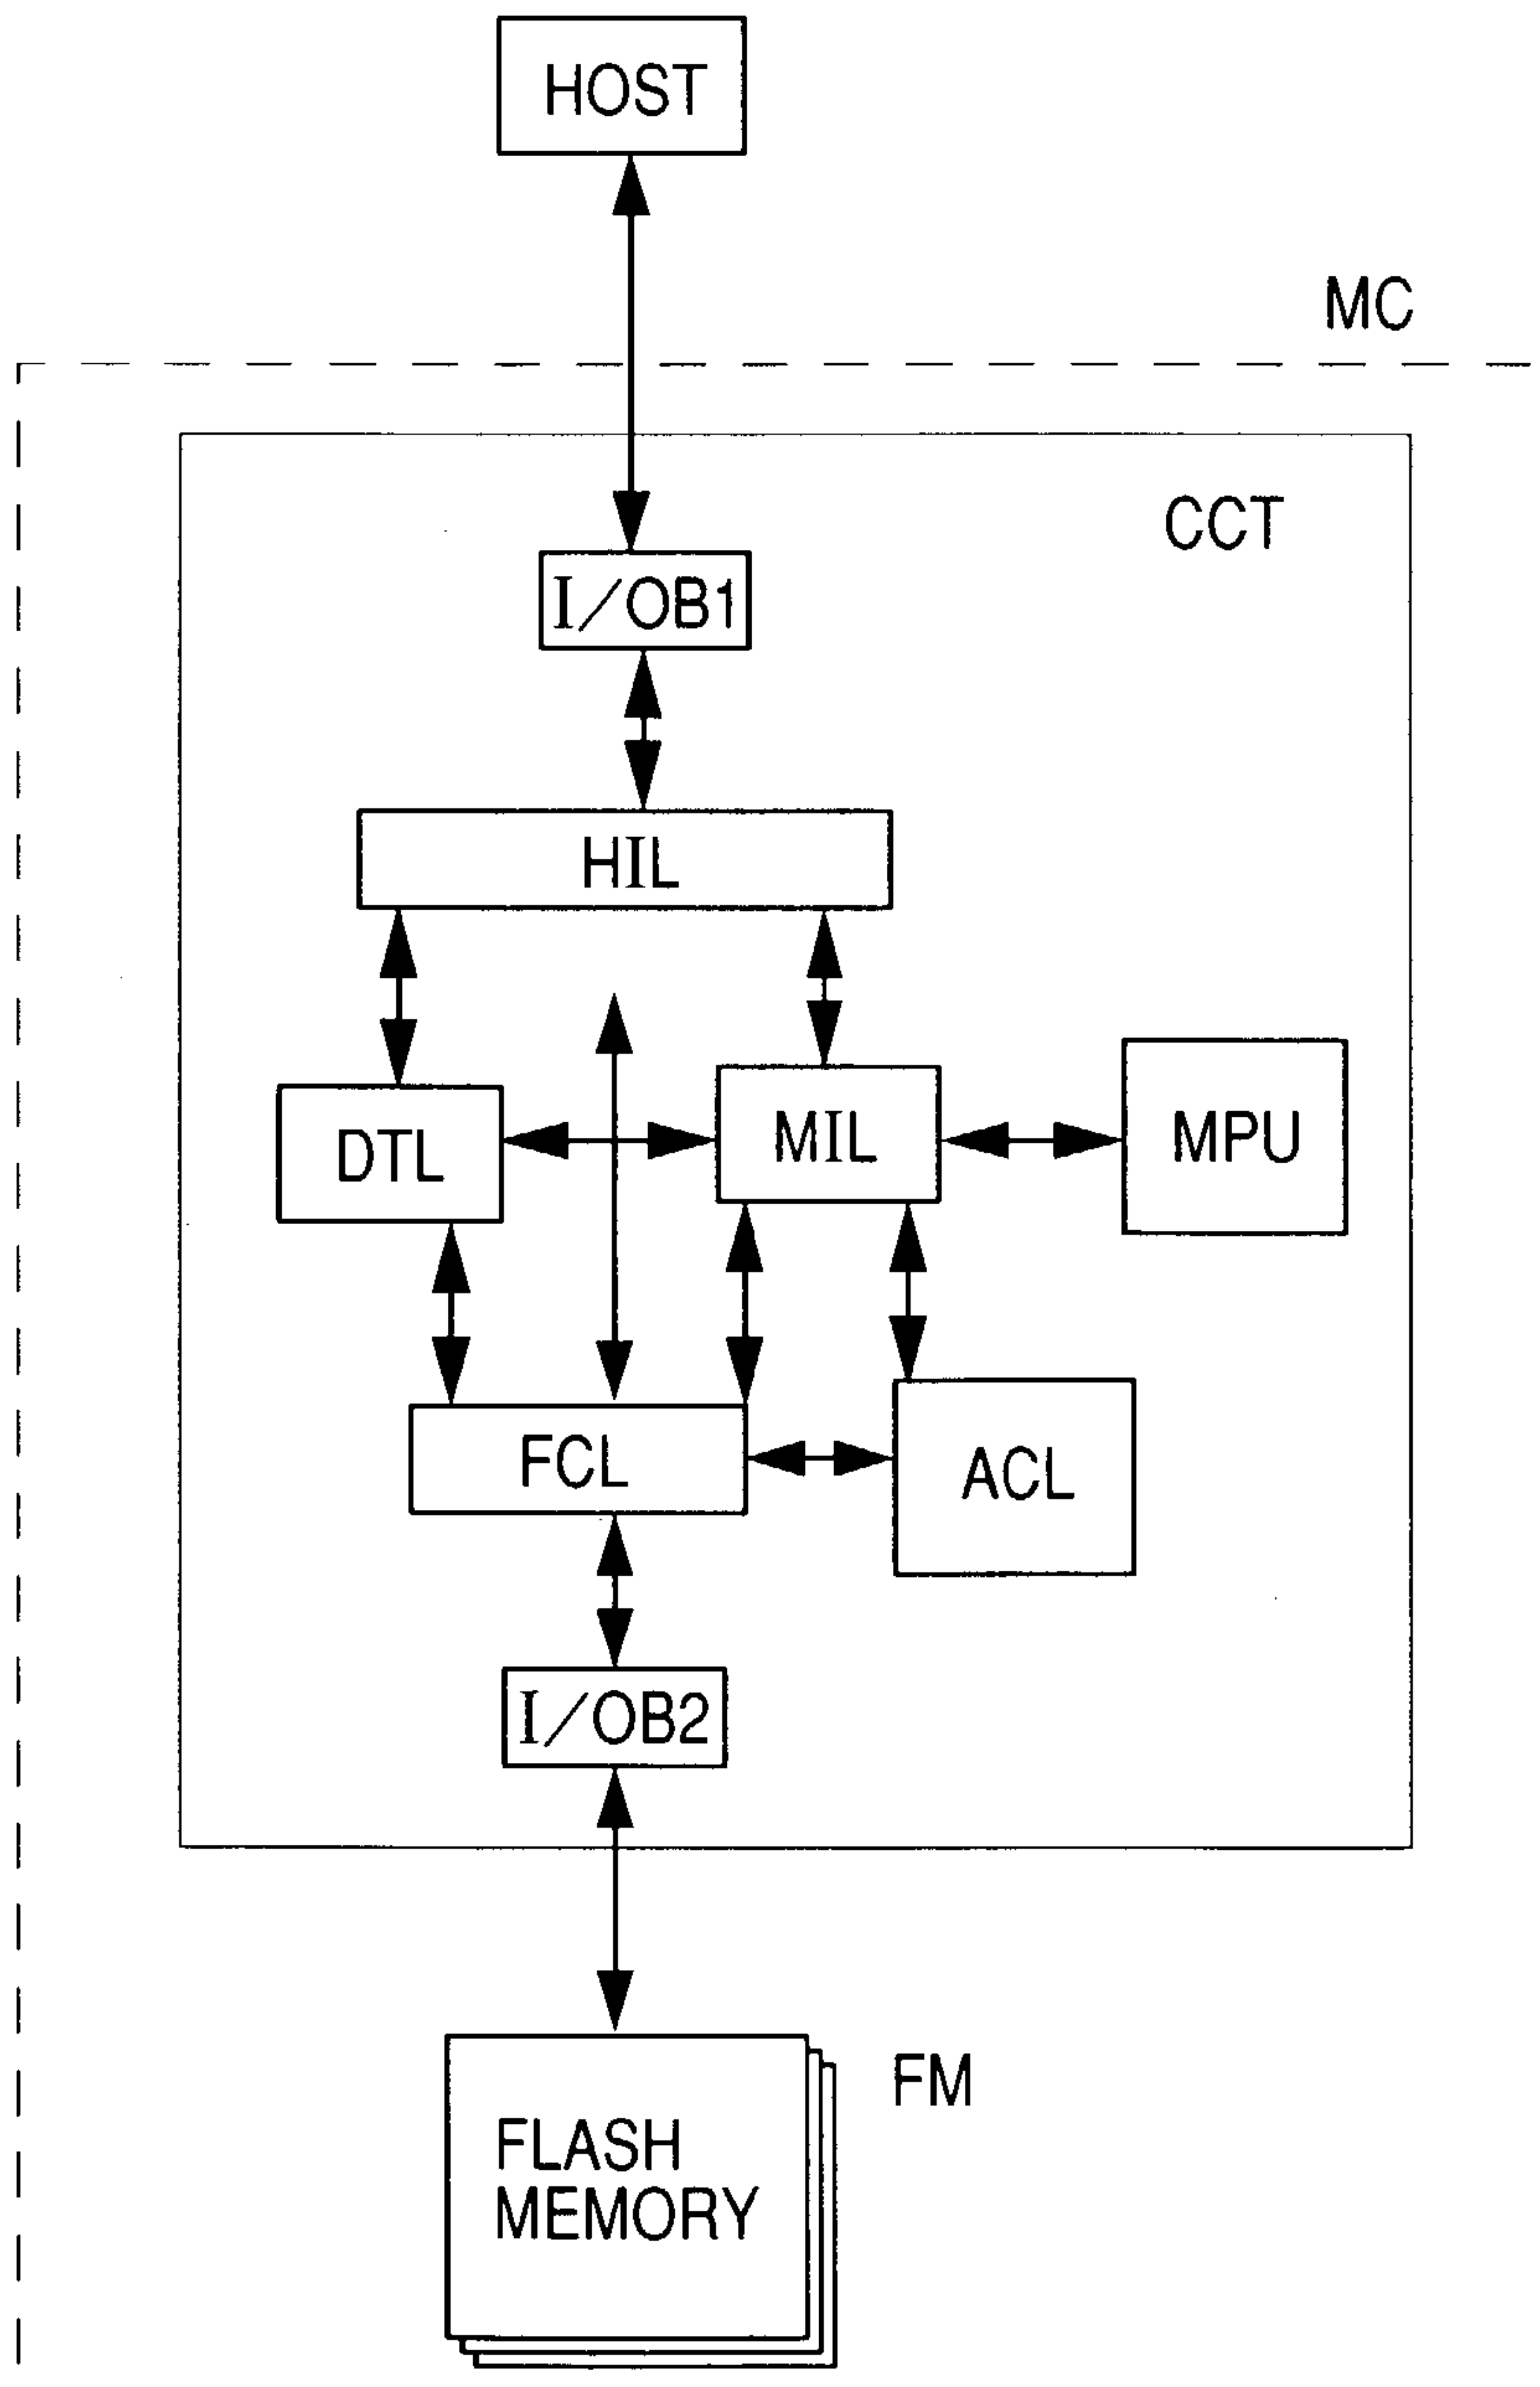 HOST
MC
CCT
I/OB1
HIL
DTL
MIL
MPU
FCL
ACL
I/OB2
FM
FLASH
MEMORY